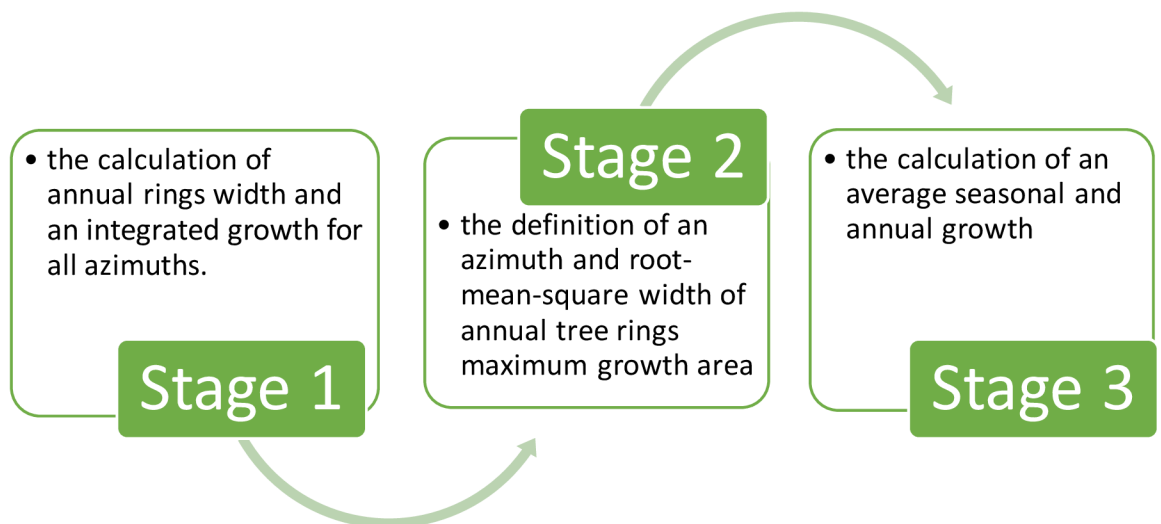 • the calculation of
annual rings width and
an integrated growth for
all azimuths.
Stage 1
Stage 2
• the definition of an
azimuth and root-
mean-square width of
annual tree rings
maximum growth area
• the calculation of an
average seasonal and
annual growth
Stage 3